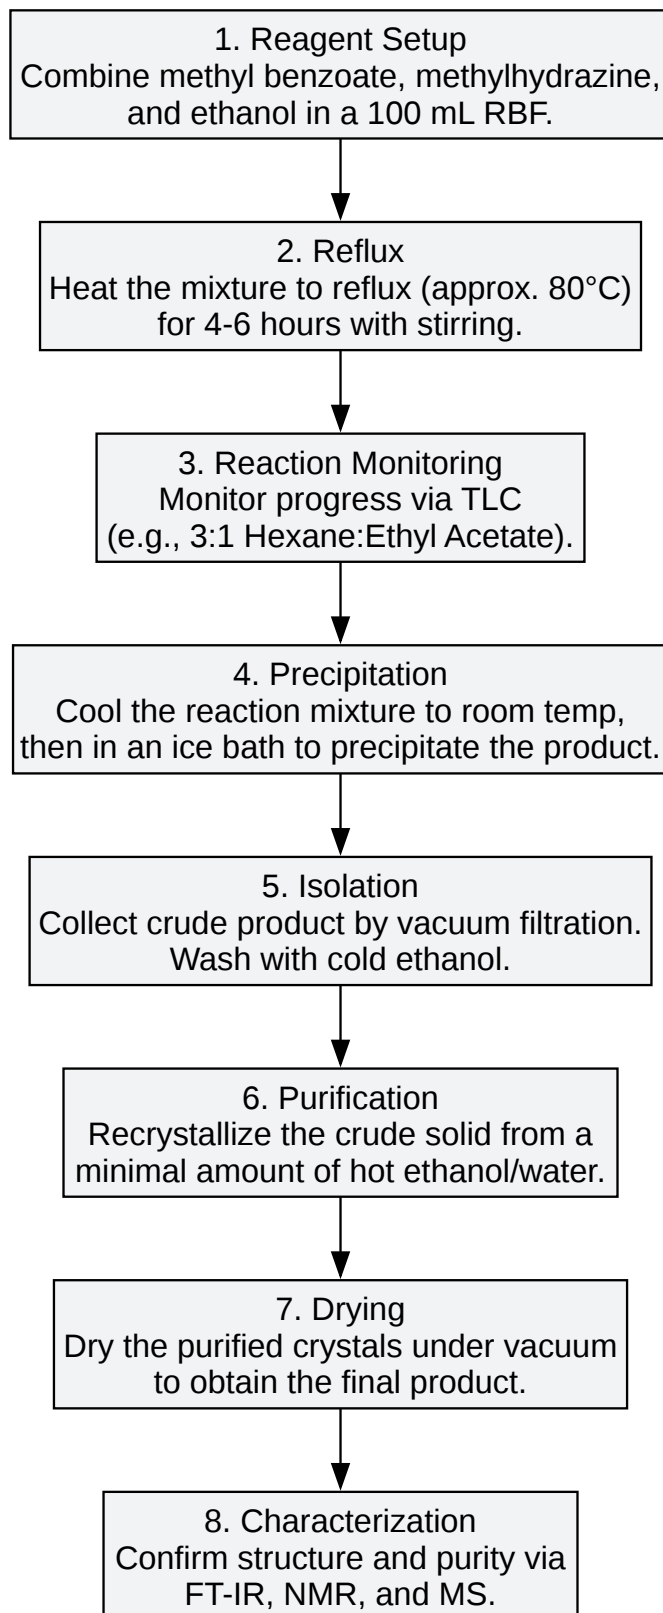 1. Reagent Setup
Combine methyl benzoate, methylhydrazine,
and ethanol in a 100 mL RBF.
2. Reflux
Heat the mixture to reflux (approx. 80°C)
for 4-6 hours with stirring.
3. Reaction Monitoring
Monitor progress via TLC
(e.g., 3:1 Hexane:Ethyl Acetate).
4. Precipitation
Cool the reaction mixture to room temp,
then in an ice bath to precipitate the product.
5. Isolation
Collect crude product by vacuum filtration.
Wash with cold ethanol.
6. Purification
Recrystallize the crude solid from a
minimal amount of hot ethanol/water.
7. Drying
Dry the purified crystals under vacuum
to obtain the final product.
8. Characterization
Confirm structure and purity via
FT-IR, NMR, and MS.